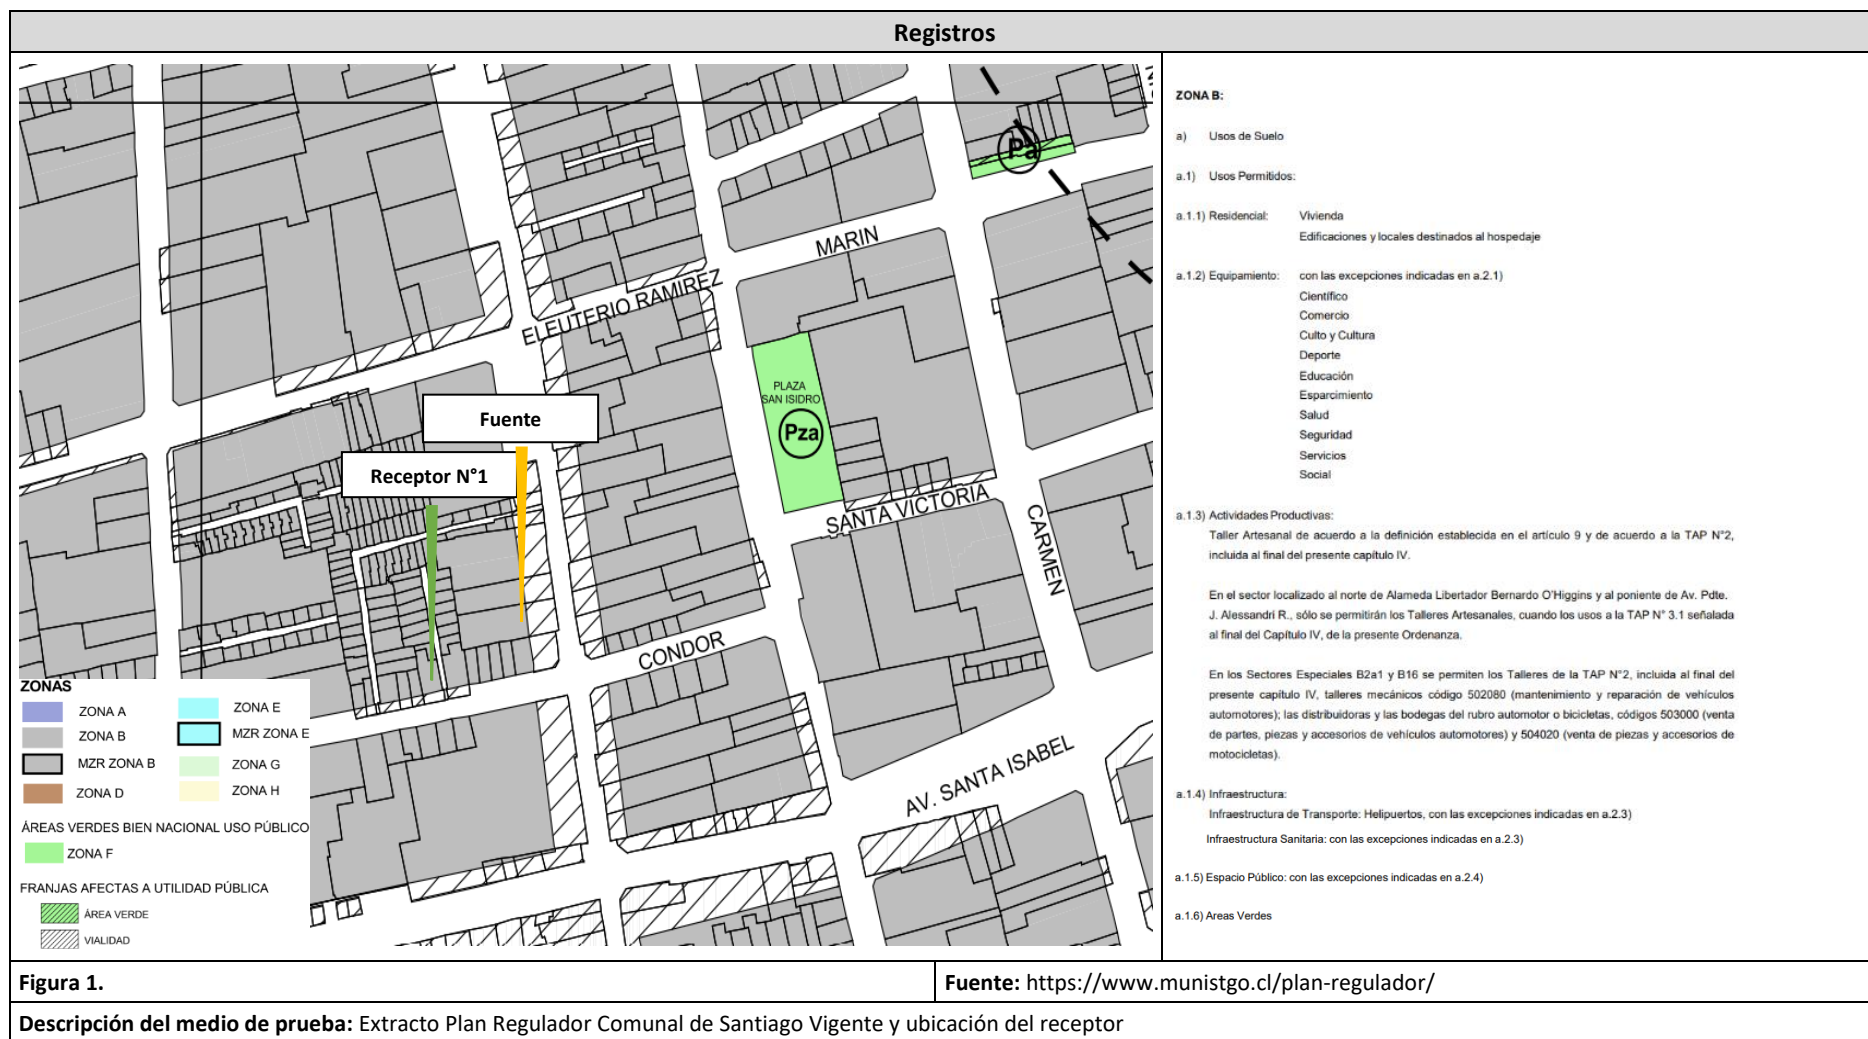 Registros
MARIN
ELEUTERIO RAMIREZ
PLAZA
SAN ISIDRO
Pza
Pa
Fuente
Receptor N°1
SANTA VICTORIA
CARMEN
CONDOR
AV. SANTA ISABEL
ZONAS
ZONA A
ZONA B
MZR ZONA B
ZONA D
ZONA E
MZR ZONA E
ZONA G
ZONA H
ÁREAS VERDES BIEN NACIONAL USO PÚBLICO
ZONA F
FRANJAS AFECTAS A UTILIDAD PÚBLICA
ÁREA VERDE
VIALIDAD
ZONA B:
a) Usos de Suelo
a.1) Usos Permitidos:
a.1.1) Residencial: Vivienda
Edificaciones y locales destinados al hospedaje
a.1.2) Equipamiento: con las excepciones indicadas en a.2.1)
Científico
Comercio
Culto y Cultura
Deporte
Educación
Esparcimiento
Salud
Seguridad
Servicios
Social
a.1.3) Actividades Productivas:
Taller Artesanal de acuerdo a la definición establecida en el artículo 9 y de acuerdo a la TAP N°2,
incluida al final del presente capítulo IV.
En el sector localizado al norte de Alameda Libertador Bernardo O'Higgins y al poniente de Av. Pdte.
J. Alessandri R., sólo se permitirán los Talleres Artesanales, cuando los usos a la TAP N° 3.1 señalada
al final del Capítulo IV, de la presente Ordenanza.
En los Sectores Especiales B2a1 y B16 se permiten los Talleres de la TAP N°2, incluida al final del
presente capítulo IV, talleres mecánicos código 502080 (mantenimiento y reparación de vehículos
automotores); las distribuidoras y las bodegas del rubro automotor o bicicletas, códigos 503000 (venta
de partes, piezas y accesorios de vehículos automotores) y 504020 (venta de piezas y accesorios de
motocicletas).
a.1.4) Infraestructura:
Infraestructura de Transporte: Helipuertos, con las excepciones indicadas en a.2.3)
Infraestructura Sanitaria: con las excepciones indicadas en a.2.3)
a.1.5) Espacio Público: con las excepciones indicadas en a.2.4)
a.1.6) Areas Verdes
Figura 1.
Fuente: https://www.munistgo.cl/plan-regulador/
Descripción del medio de prueba: Extracto Plan Regulador Comunal de Santiago Vigente y ubicación del receptor